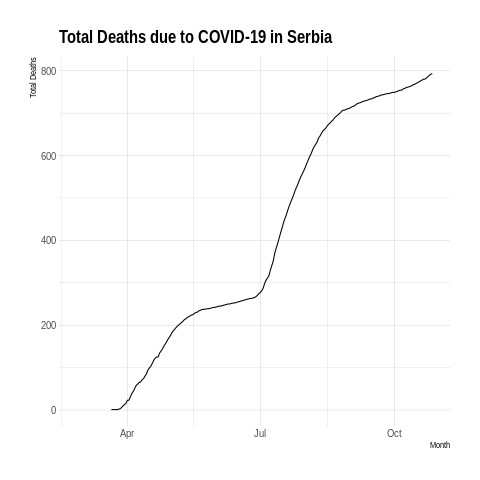 Total Deaths due to COVID-19 in Serbia
Total Deaths
800
600
400
200
0
Apr Jul Oct
Month